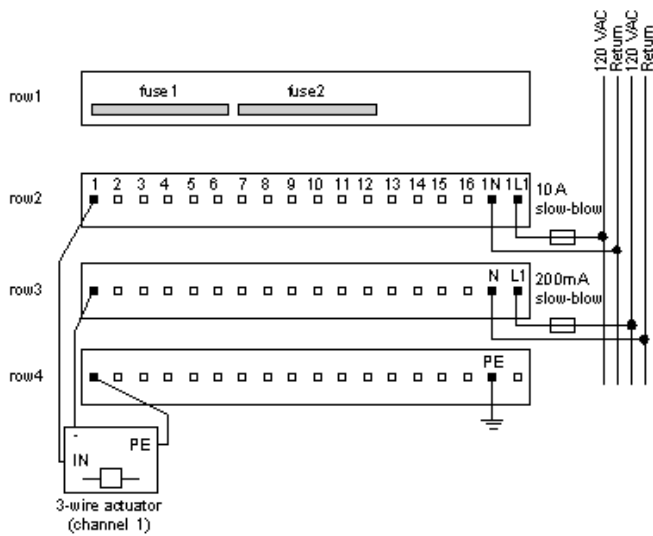 120 VAC
Return
120 VAC
Return
row1
fuse1 fuse2
row2
1 2 3 4 5 6 7 8 9 10 11 12 13 14 15 16 1N 1L1
10A
slow-blow
row3
N L1
200mA
slow-blow
row4
PE
- PE
IN
3-wire actuator
(channel 1)